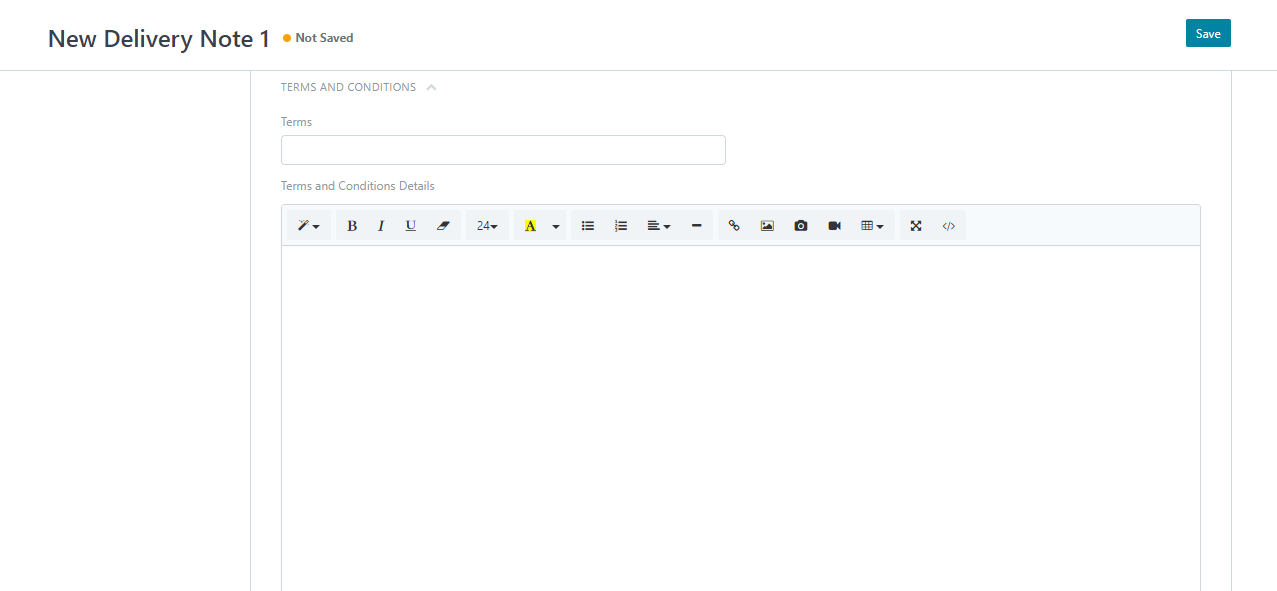 New Delivery Note 1 Not Saved Save
TERMS AND CONDITIONS
Terms
Terms and Conditions Details
B I U 24 A </>